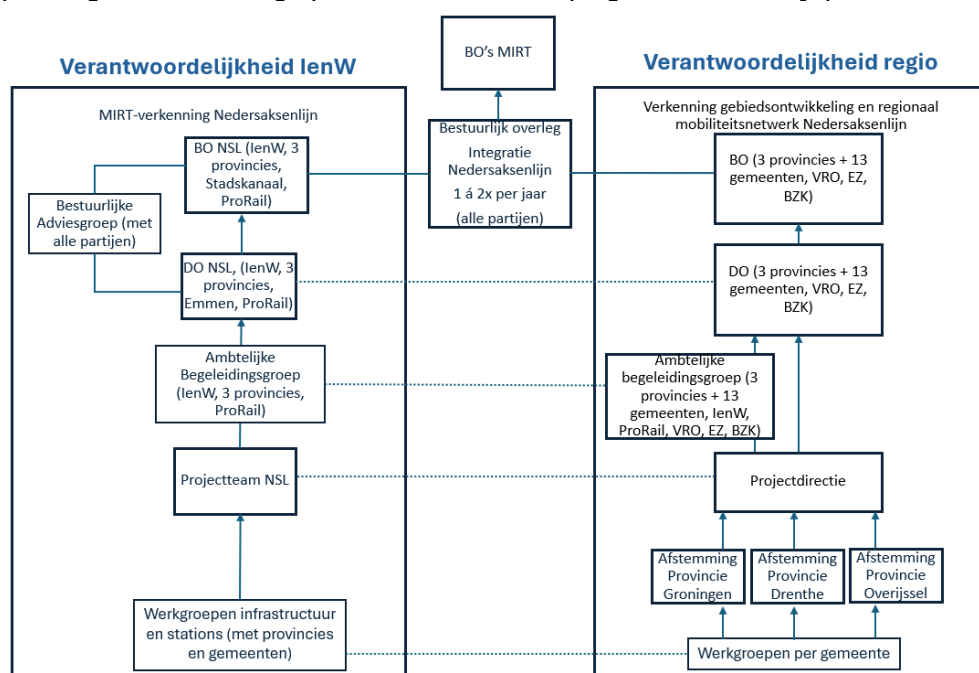 BO's MIRT
Verantwoordelijkheid IenW
Verantwoordelijkheid regio
MIRT-verkenning Nedersaksenlijn
BO NSL (IenW, 3
provincies,
Stadskanaal,
ProRail)
Bestuurlijke
Adviesgroep (met
alle partijen)
DO NSL, (IenW, 3
provincies,
Emmen, ProRail)
Ambtelijke
Begeleidingsgroep
(IenW, 3 provincies,
ProRail)
Projectteam NSL
Werkgroepen infrastructuur
en stations (met provincies
en gemeenten)
Bestuurlijk overleg
Integratie
Nedersaksenlijn
1 á 2x per jaar
(alle partijen)
Verkenning gebiedsontwikkeling en regionaal
mobiliteitsnetwerk Nedersaksenlijn
BO (3 provincies + 13
gemeenten, VRO, EZ,
BZK)
DO (3 provincies + 13
gemeenten, VRO, EZ,
BZK)
Ambtelijke
begeleidingsgroep (3
provincies + 13
gemeenten, IenW,
ProRail, VRO, EZ, BZK)
Projectdirectie
Afstemming
Provincie
Groningen
Afstemming
Provincie
Drenthe
Afstemming
Provincie
Overijssel
Werkgroepen per gemeente